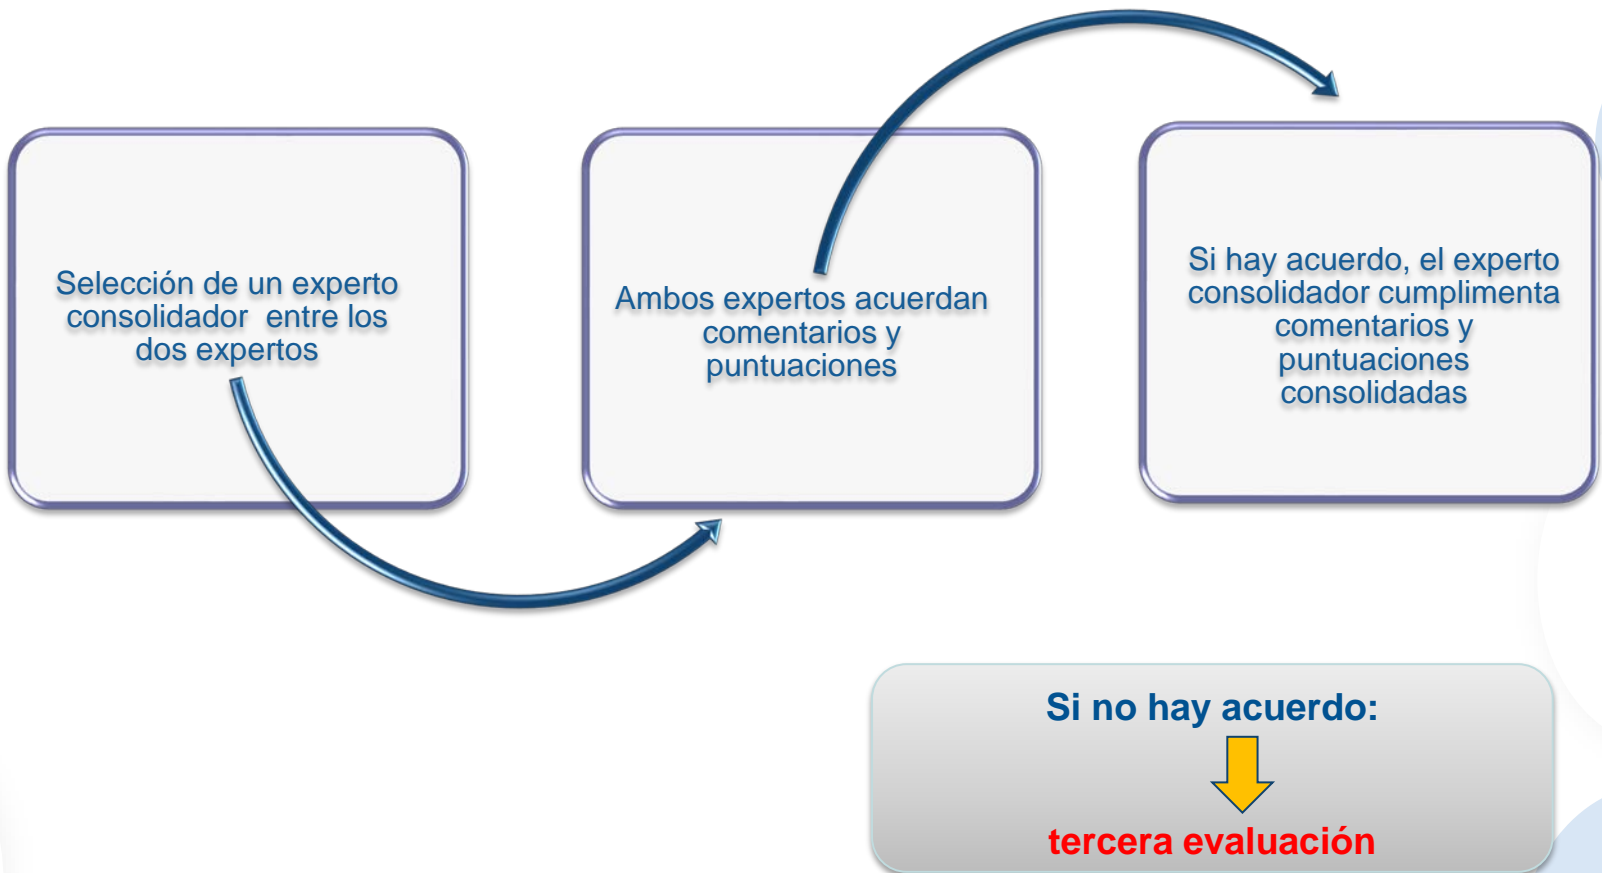 Selección de un experto
consolidador  entre los
dos expertos
Ambos expertos acuerdan
comentarios y
puntuaciones
Si hay acuerdo, el experto
consolidador cumplimenta
comentarios y
puntuaciones
consolidadas
Si no hay acuerdo:
tercera evaluación